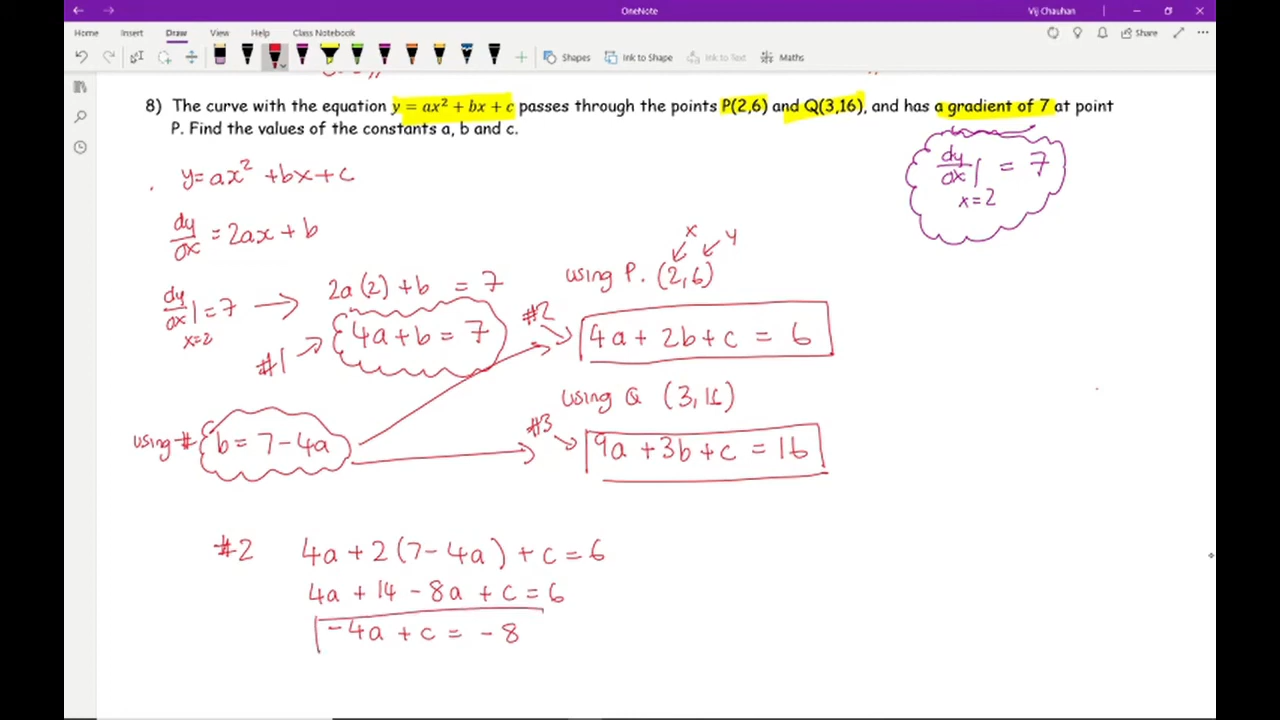 OneNote
Vij Chauhan
Home Insert Draw View Help Class Notebook
Share
Shapes Ink to Shape Ink to Text Maths
8) The curve with the equation y = ax² + bx + c passes through the points P(2,6) and Q(3,16), and has a gradient of 7 at point
P. Find the values of the constants a, b and c.
dy/dx | x=2 = 7
y = ax² + bx + c
dy/dx = 2ax + b
dy/dx | x=2 = 7 → 2a(2) + b = 7
#1 → 4a + b = 7
x y
using P. (2,6)
#2
4a + 2b + c = 6
using Q (3,16)
#3
9a + 3b + c = 16
using # b = 7 - 4a
#2 4a + 2(7 - 4a) + c = 6
4a + 14 - 8a + c = 6
-4a + c = -8